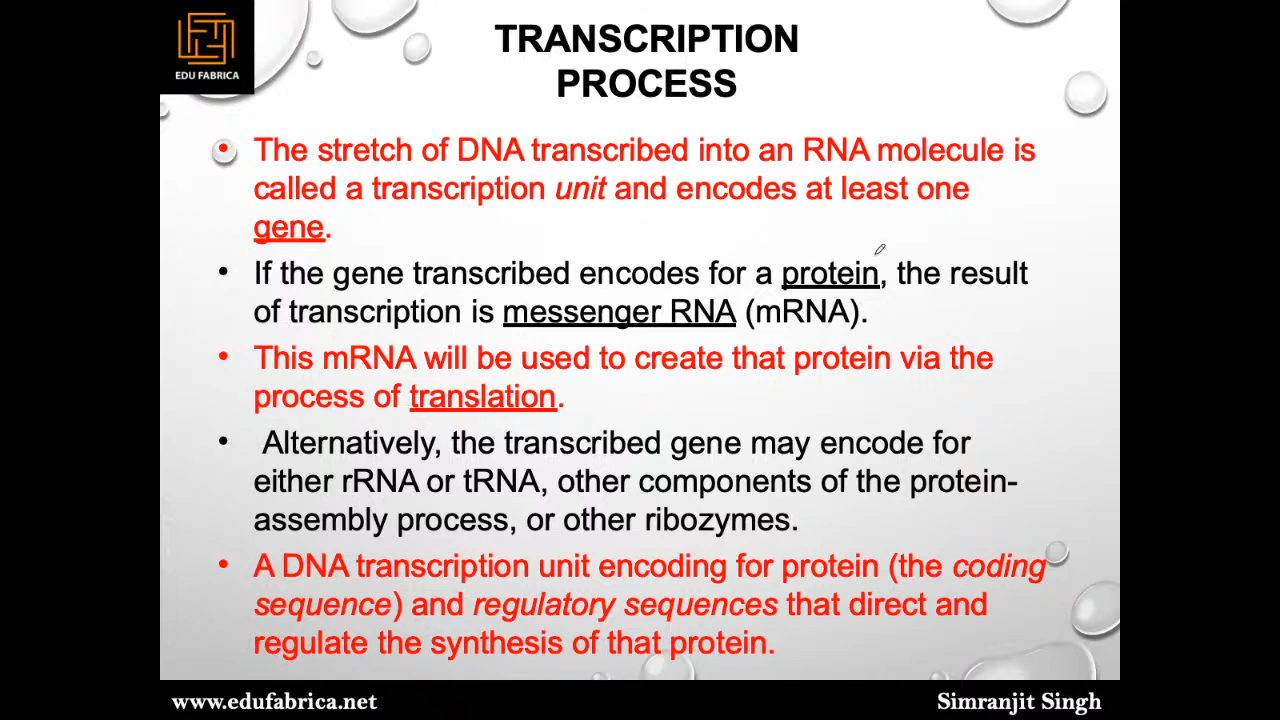 EDU FABRICA
TRANSCRIPTION
PROCESS
• The stretch of DNA transcribed into an RNA molecule is
called a transcription unit and encodes at least one
gene.
• If the gene transcribed encodes for a protein, the result
of transcription is messenger RNA (mRNA).
• This mRNA will be used to create that protein via the
process of translation.
• Alternatively, the transcribed gene may encode for
either rRNA or tRNA, other components of the protein-
assembly process, or other ribozymes.
• A DNA transcription unit encoding for protein (the coding
sequence) and regulatory sequences that direct and
regulate the synthesis of that protein.
www.edufabrica.net
Simranjit Singh